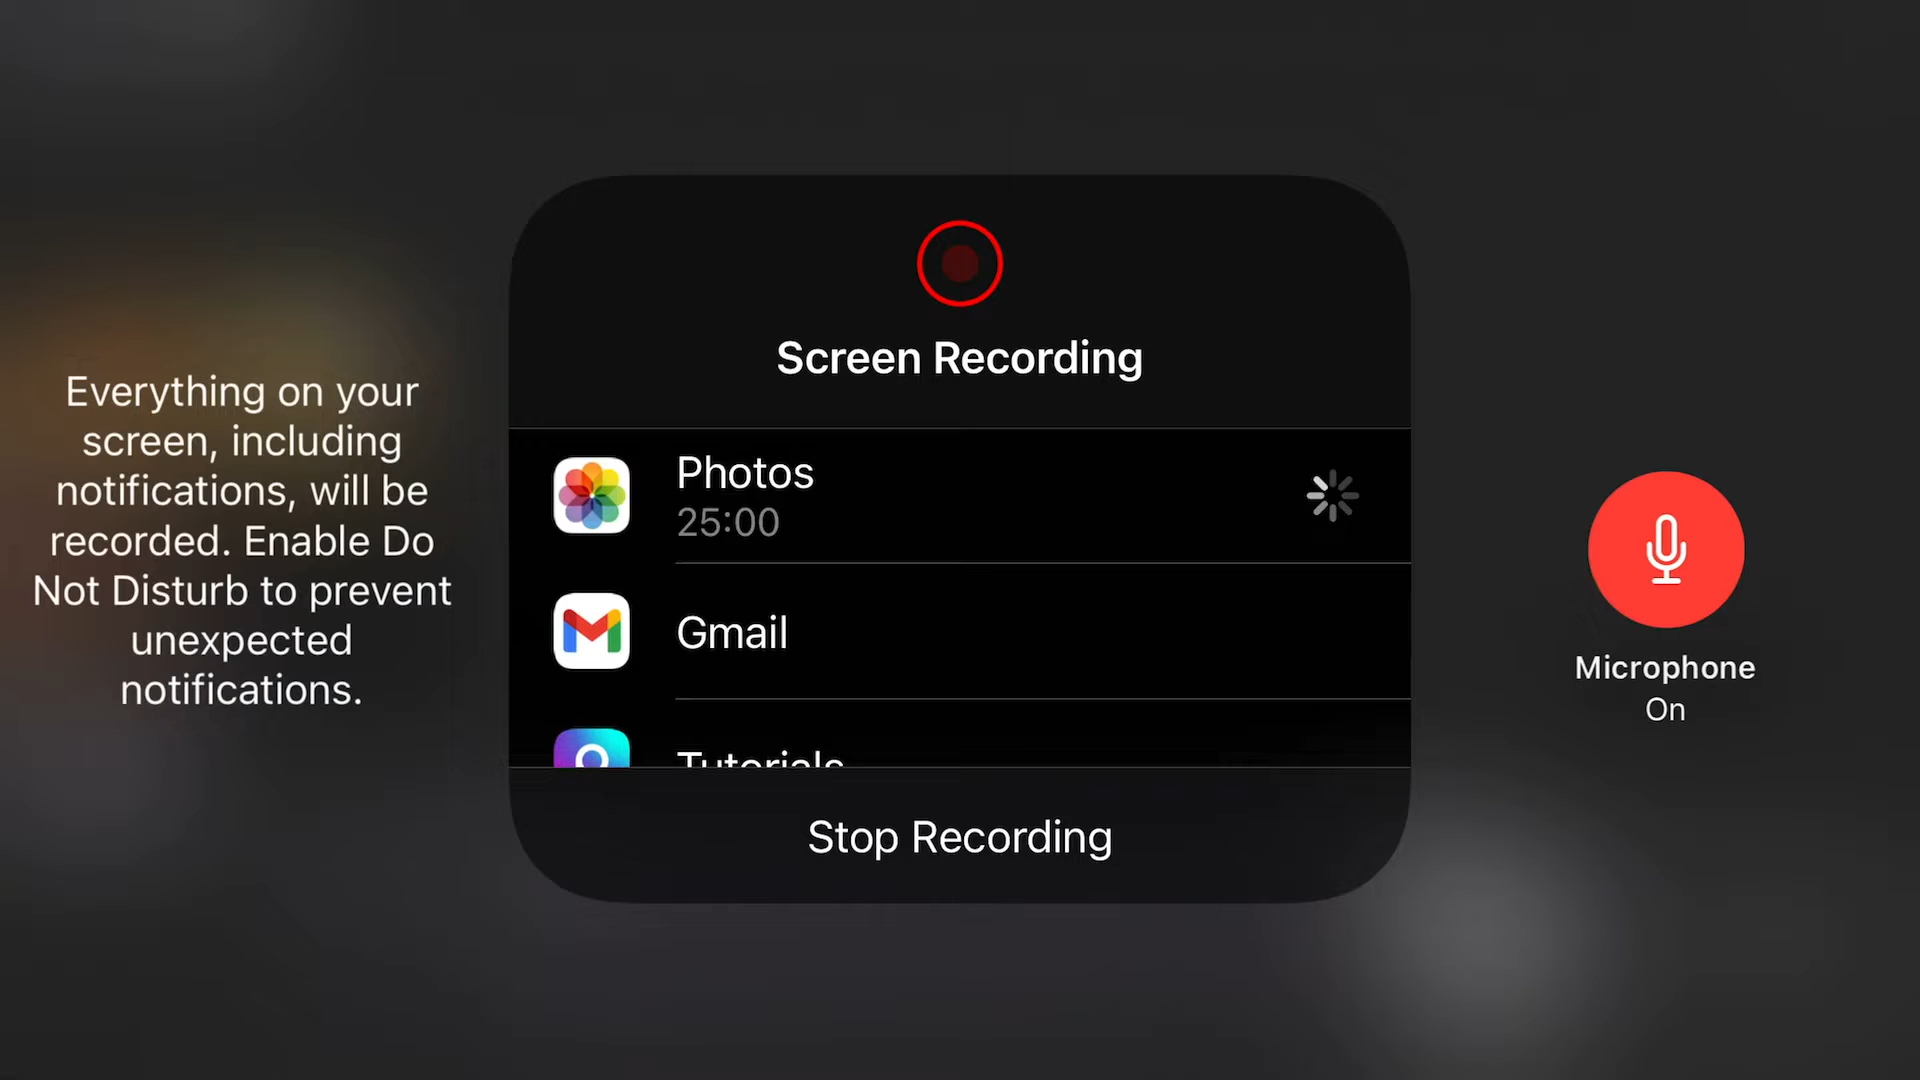 Everything on your
screen, including
notifications, will be
recorded. Enable Do
Not Disturb to prevent
unexpected
notifications.
Screen Recording
Photos
25:00
Gmail
Tutorials
Stop Recording
Microphone
On